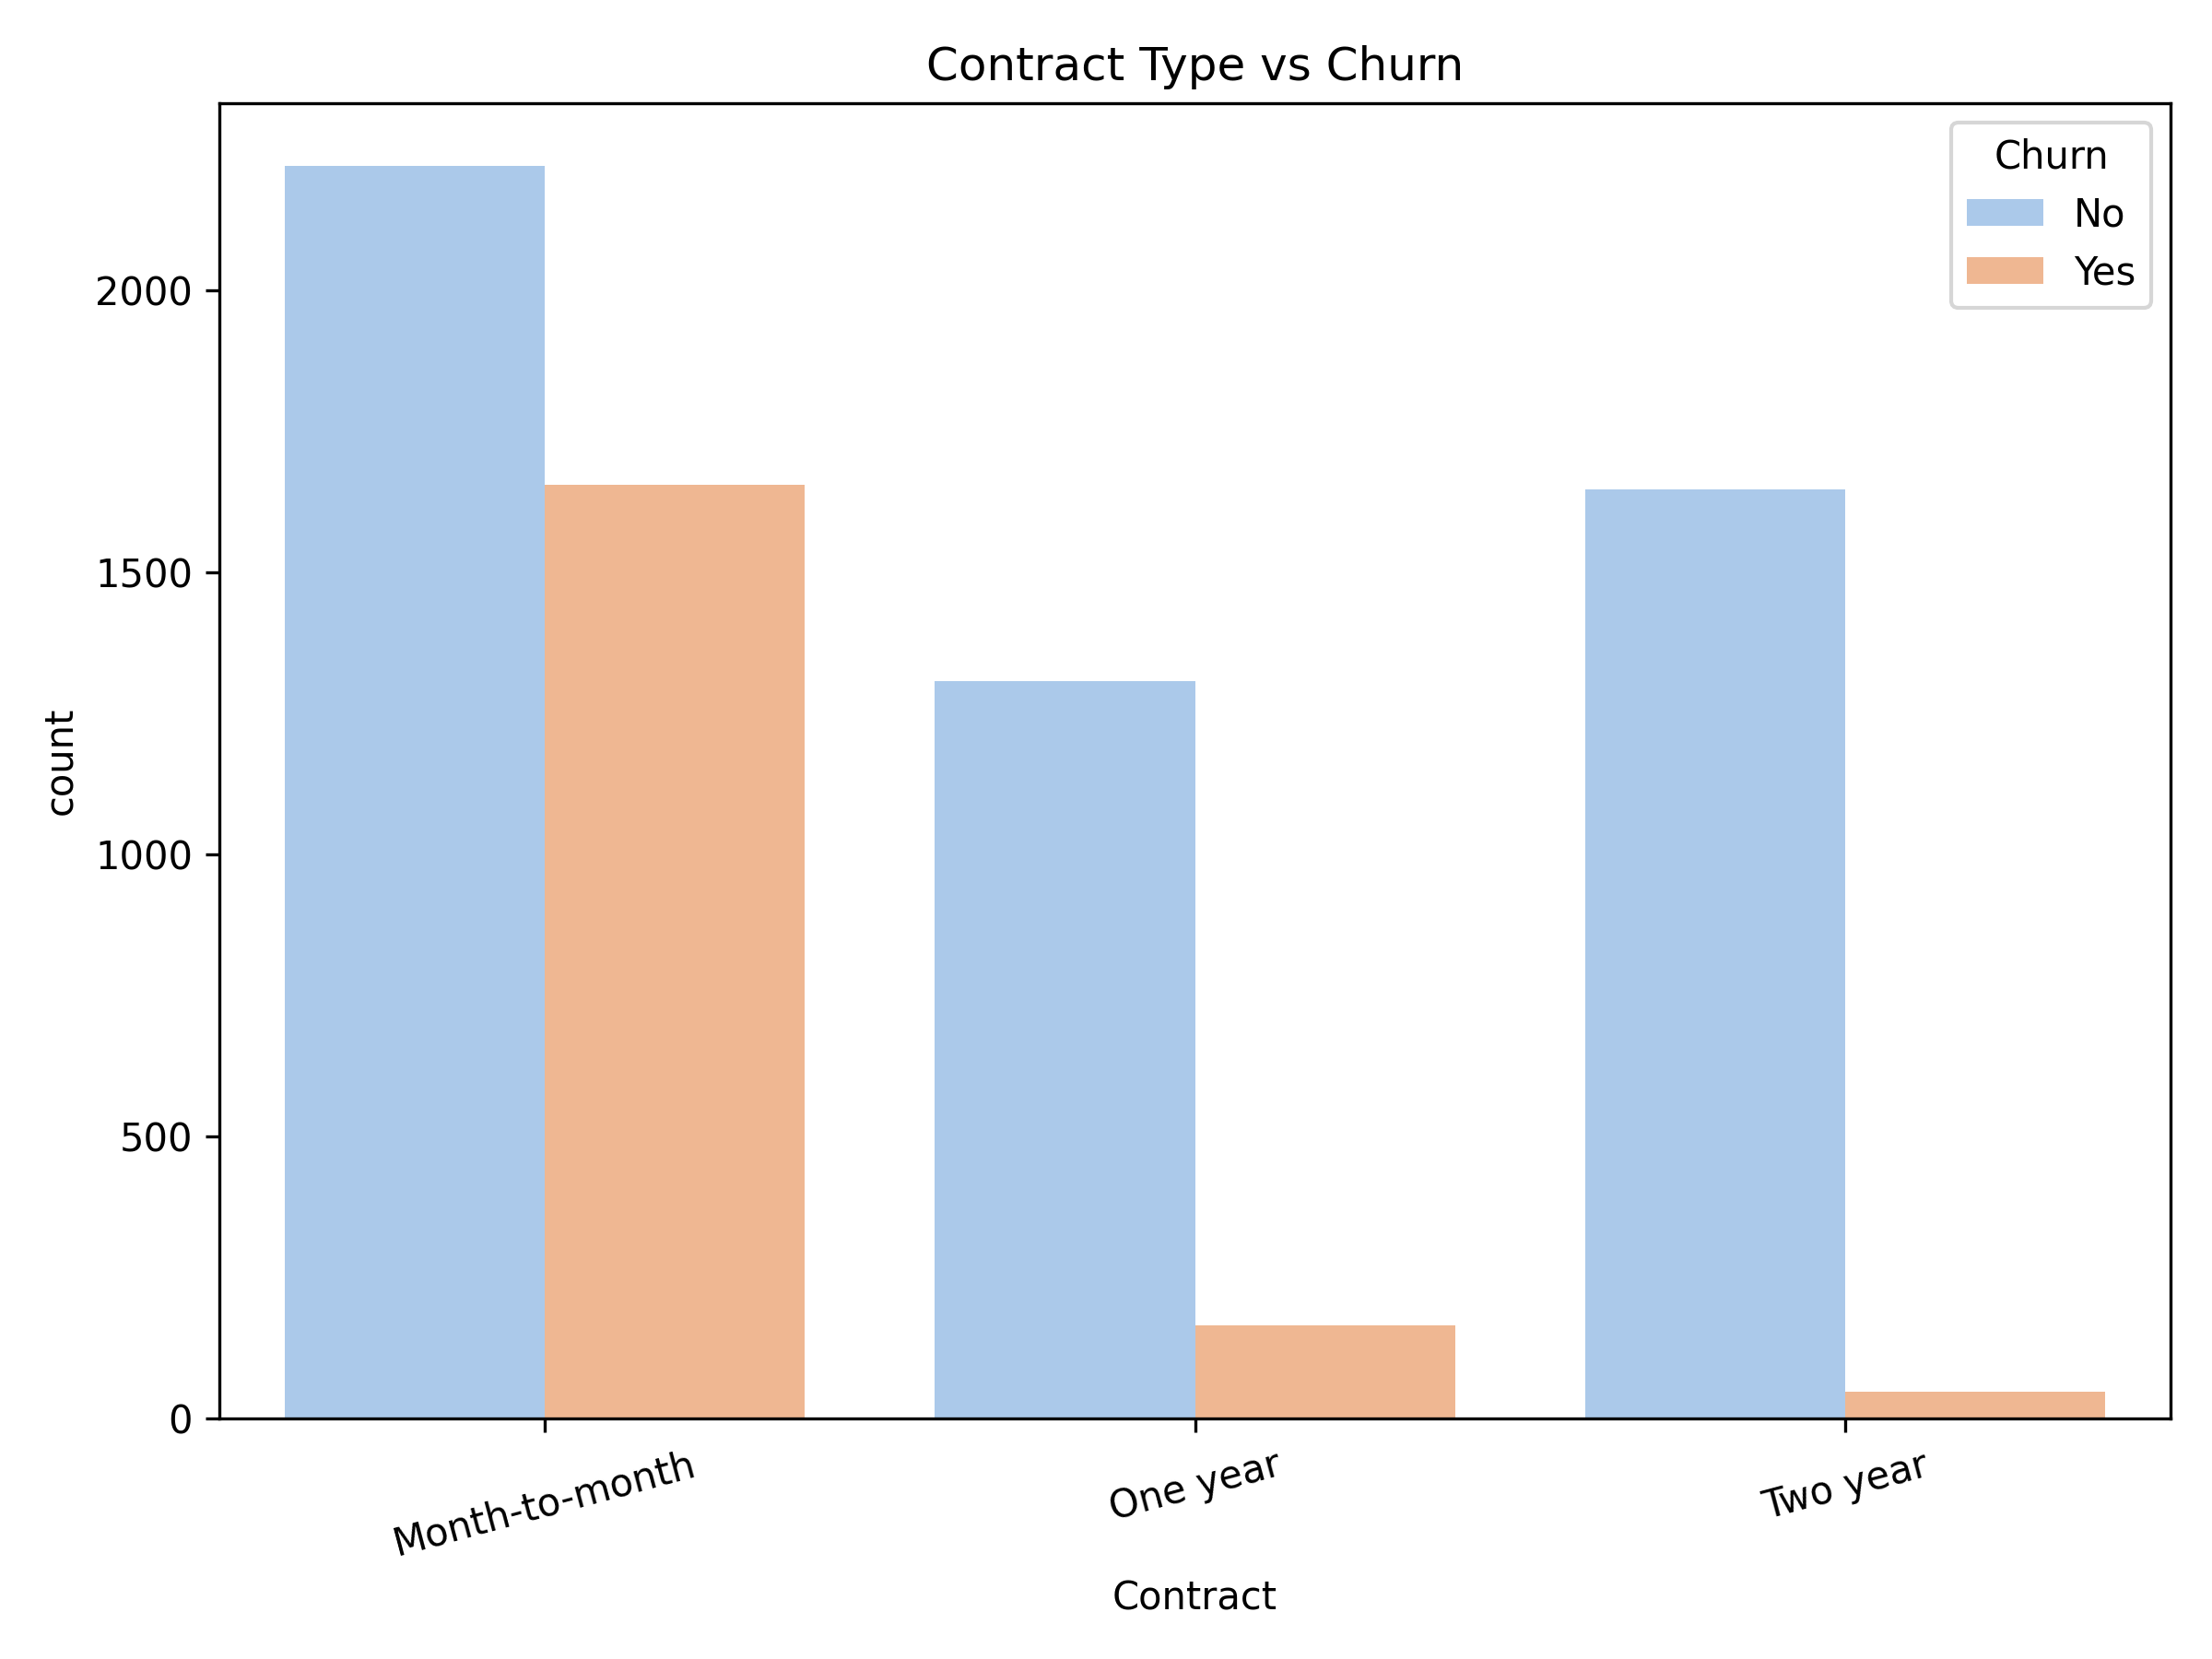 Contract Type vs Churn
Churn
No
Yes
2000
1500
1000
500
0
count
Month-to-month
One year
Two year
Contract